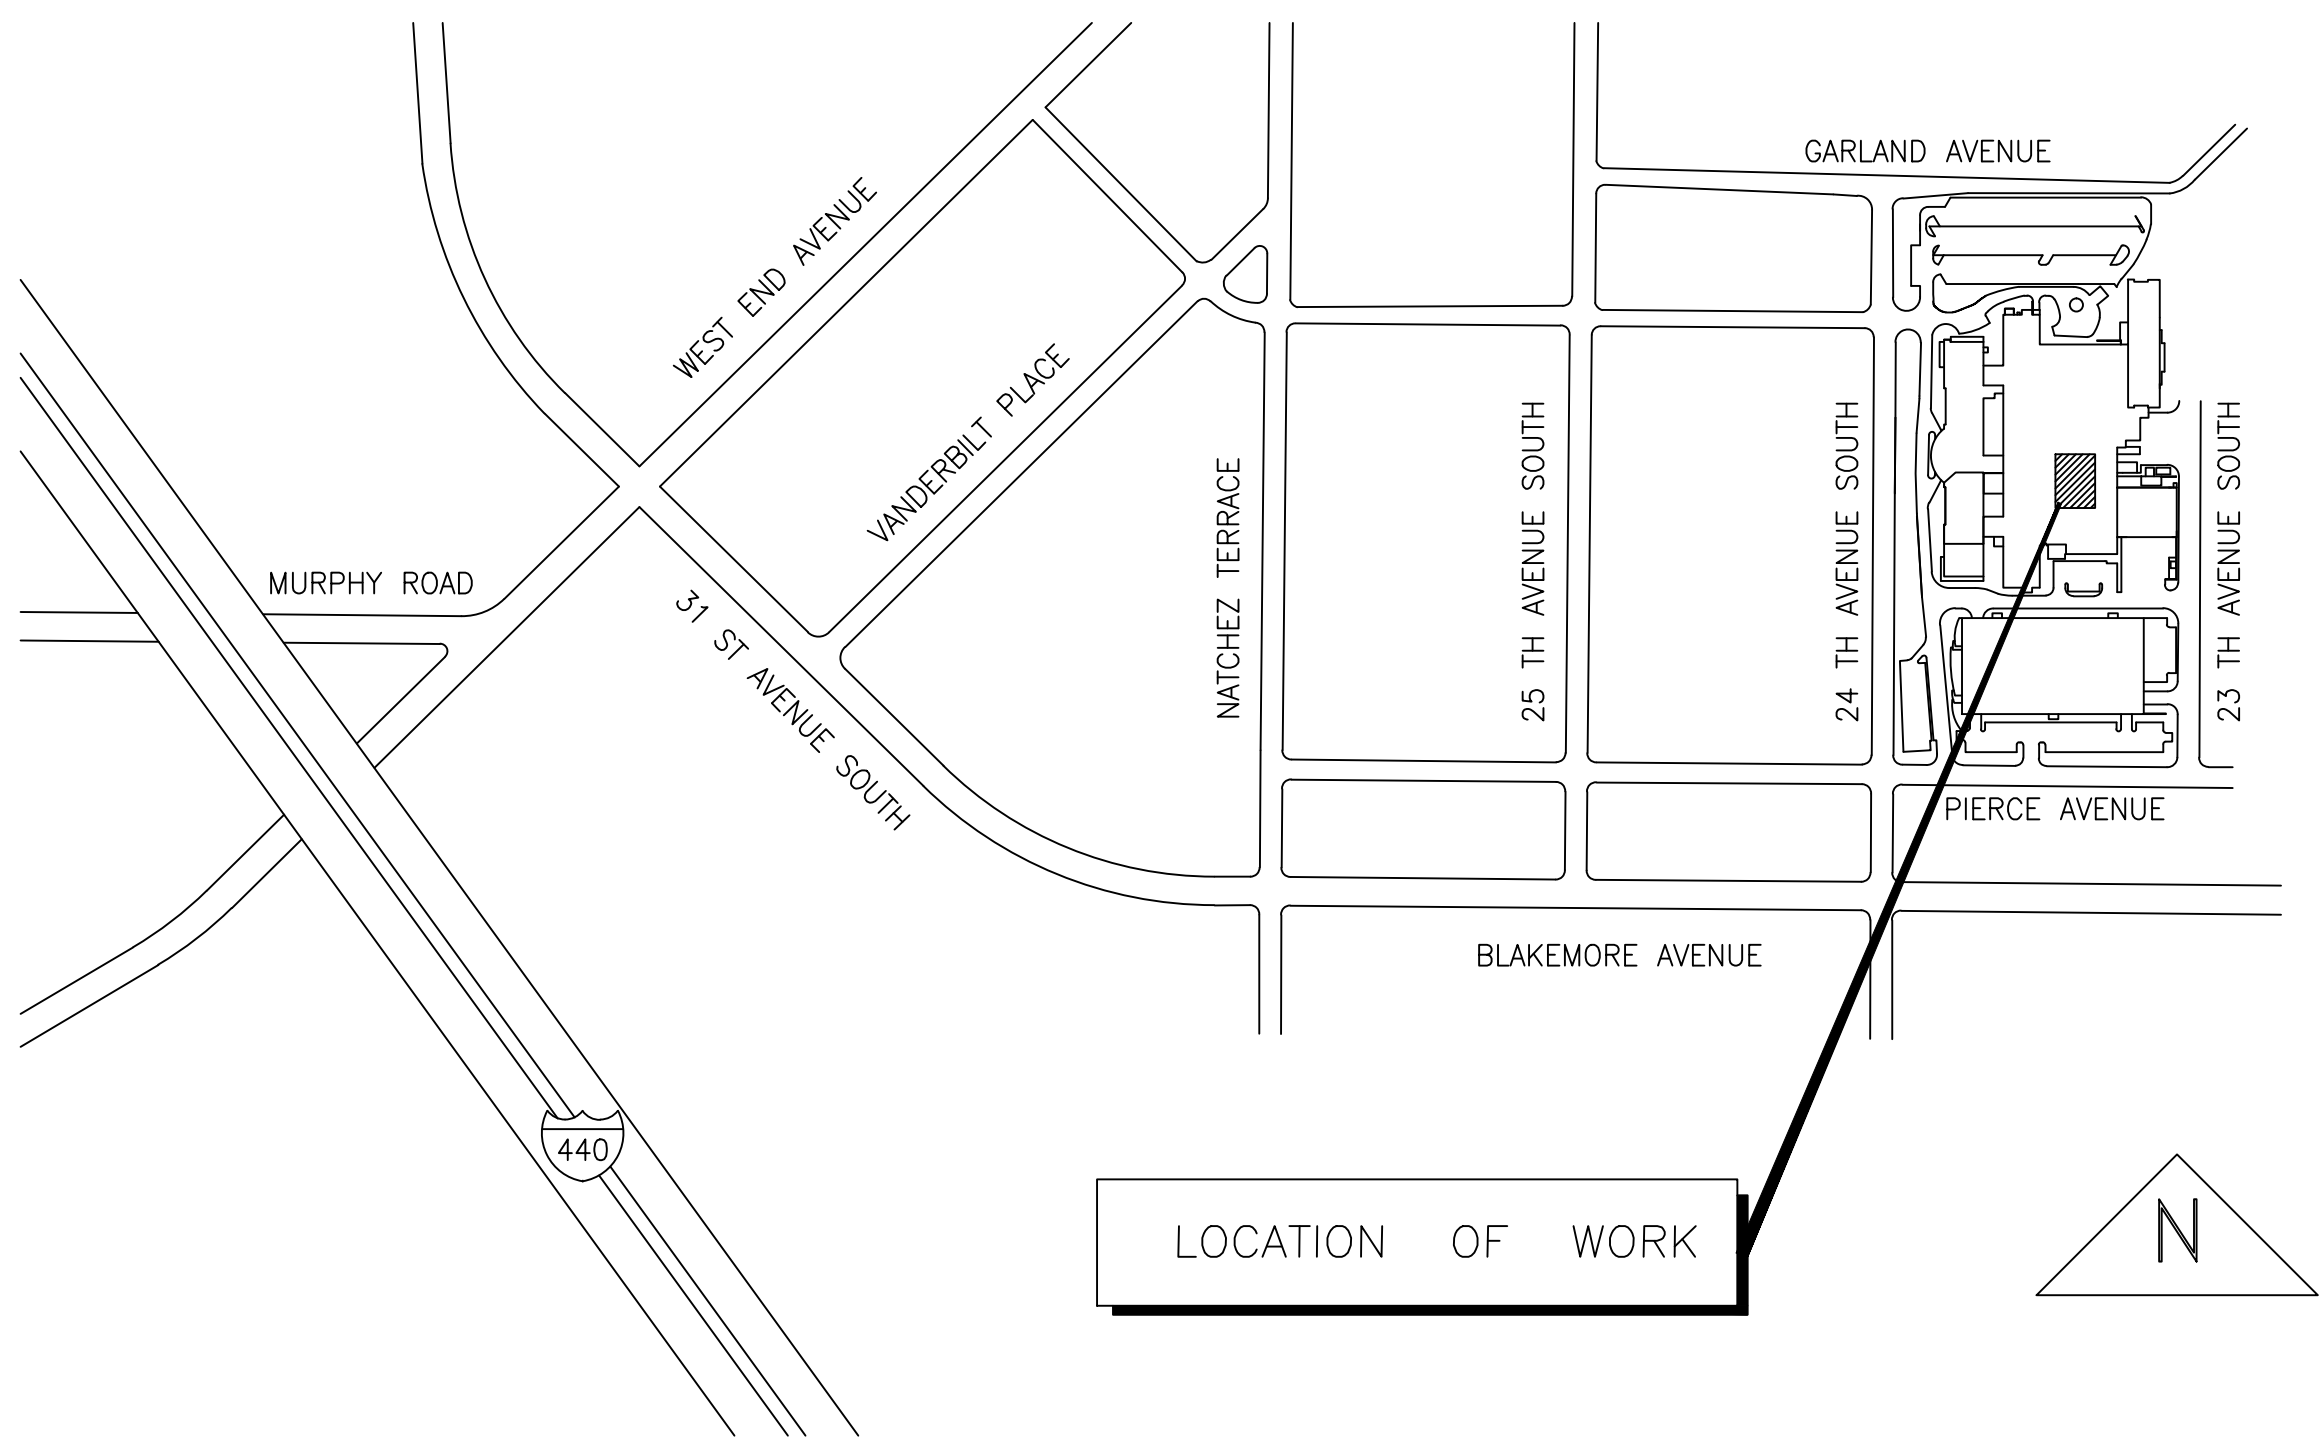 GARLAND AVENUE
WEST END AVENUE
VANDERBILT PLACE
NATCHEZ TERRACE
25 TH AVENUE SOUTH
24 TH AVENUE SOUTH
23 TH AVENUE SOUTH
MURPHY ROAD
31 ST AVENUE SOUTH
PIERCE AVENUE
BLAKEMORE AVENUE
440
LOCATION OF WORK
N